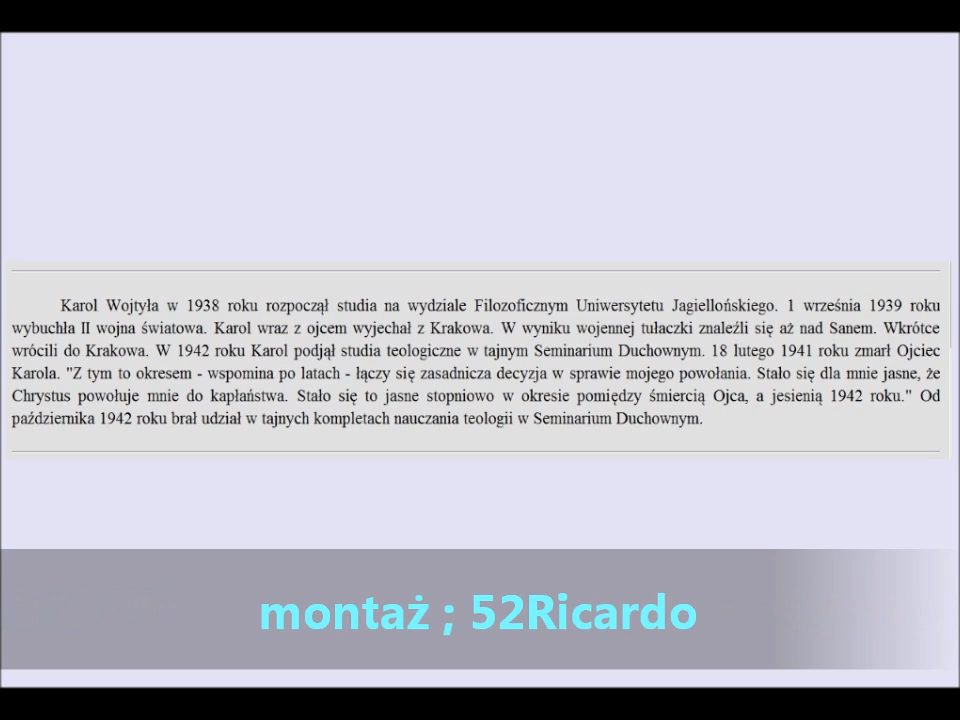 Karol Wojtyła w 1938 roku rozpoczął studia na wydziale Filozoficznym Uniwersytetu Jagiellońskiego. 1 września 1939 roku
wybuchła II wojna światowa. Karol wraz z ojcem wyjechał z Krakowa. W wyniku wojennej tułaczki znaleźli się aż nad Sanem. Wkrótce
wrócili do Krakowa. W 1942 roku Karol podjął studia teologiczne w tajnym Seminarium Duchownym. 18 lutego 1941 roku zmarł Ojciec
Karola. "Z tym to okresem - wspomina po latach - łączy się zasadnicza decyzja w sprawie mojego powołania. Stało się dla mnie jasne, że
Chrystus powołuje mnie do kapłaństwa. Stało się to jasne stopniowo w okresie pomiędzy śmiercią Ojca, a jesienią 1942 roku." Od
października 1942 roku brał udział w tajnych kompletach nauczania teologii w Seminarium Duchownym.
montaż ; 52Ricardo